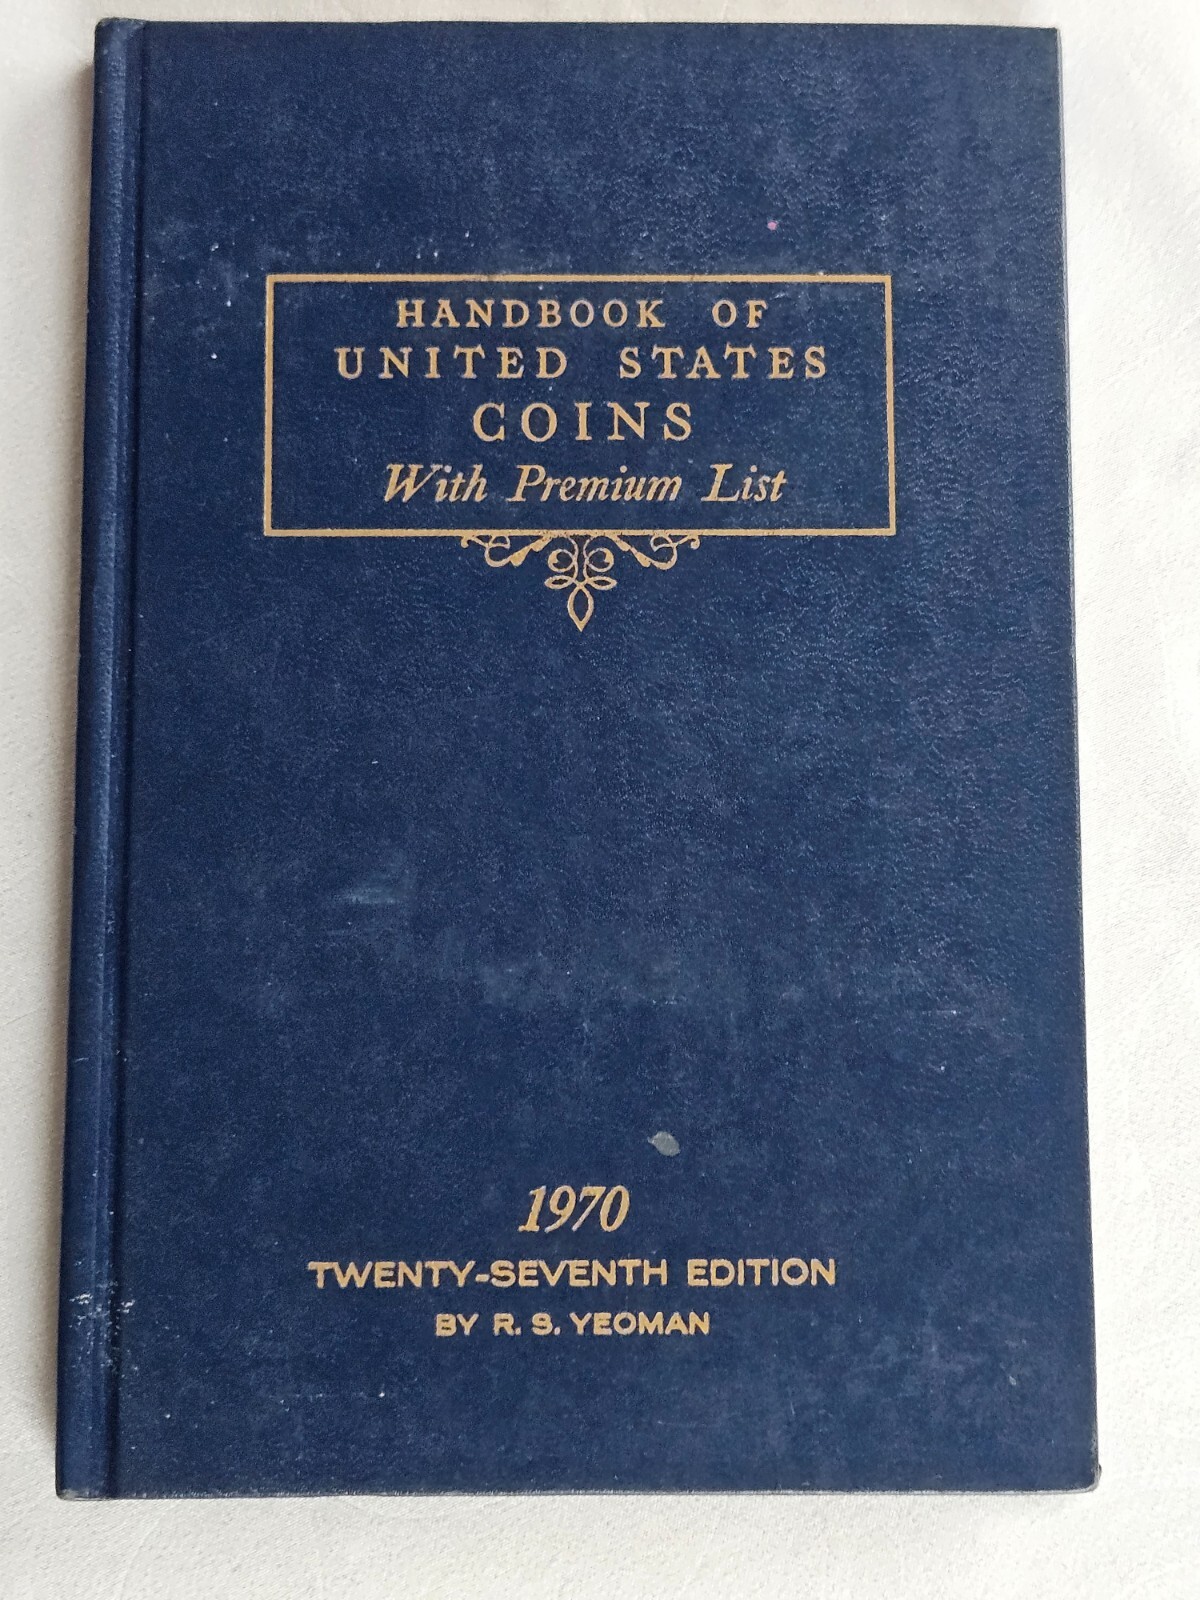 HANDBOOK OF
UNITED STATES
COINS
With Premium List
1970
TWENTY-SEVENTH EDITION
BY R. S. YEOMAN